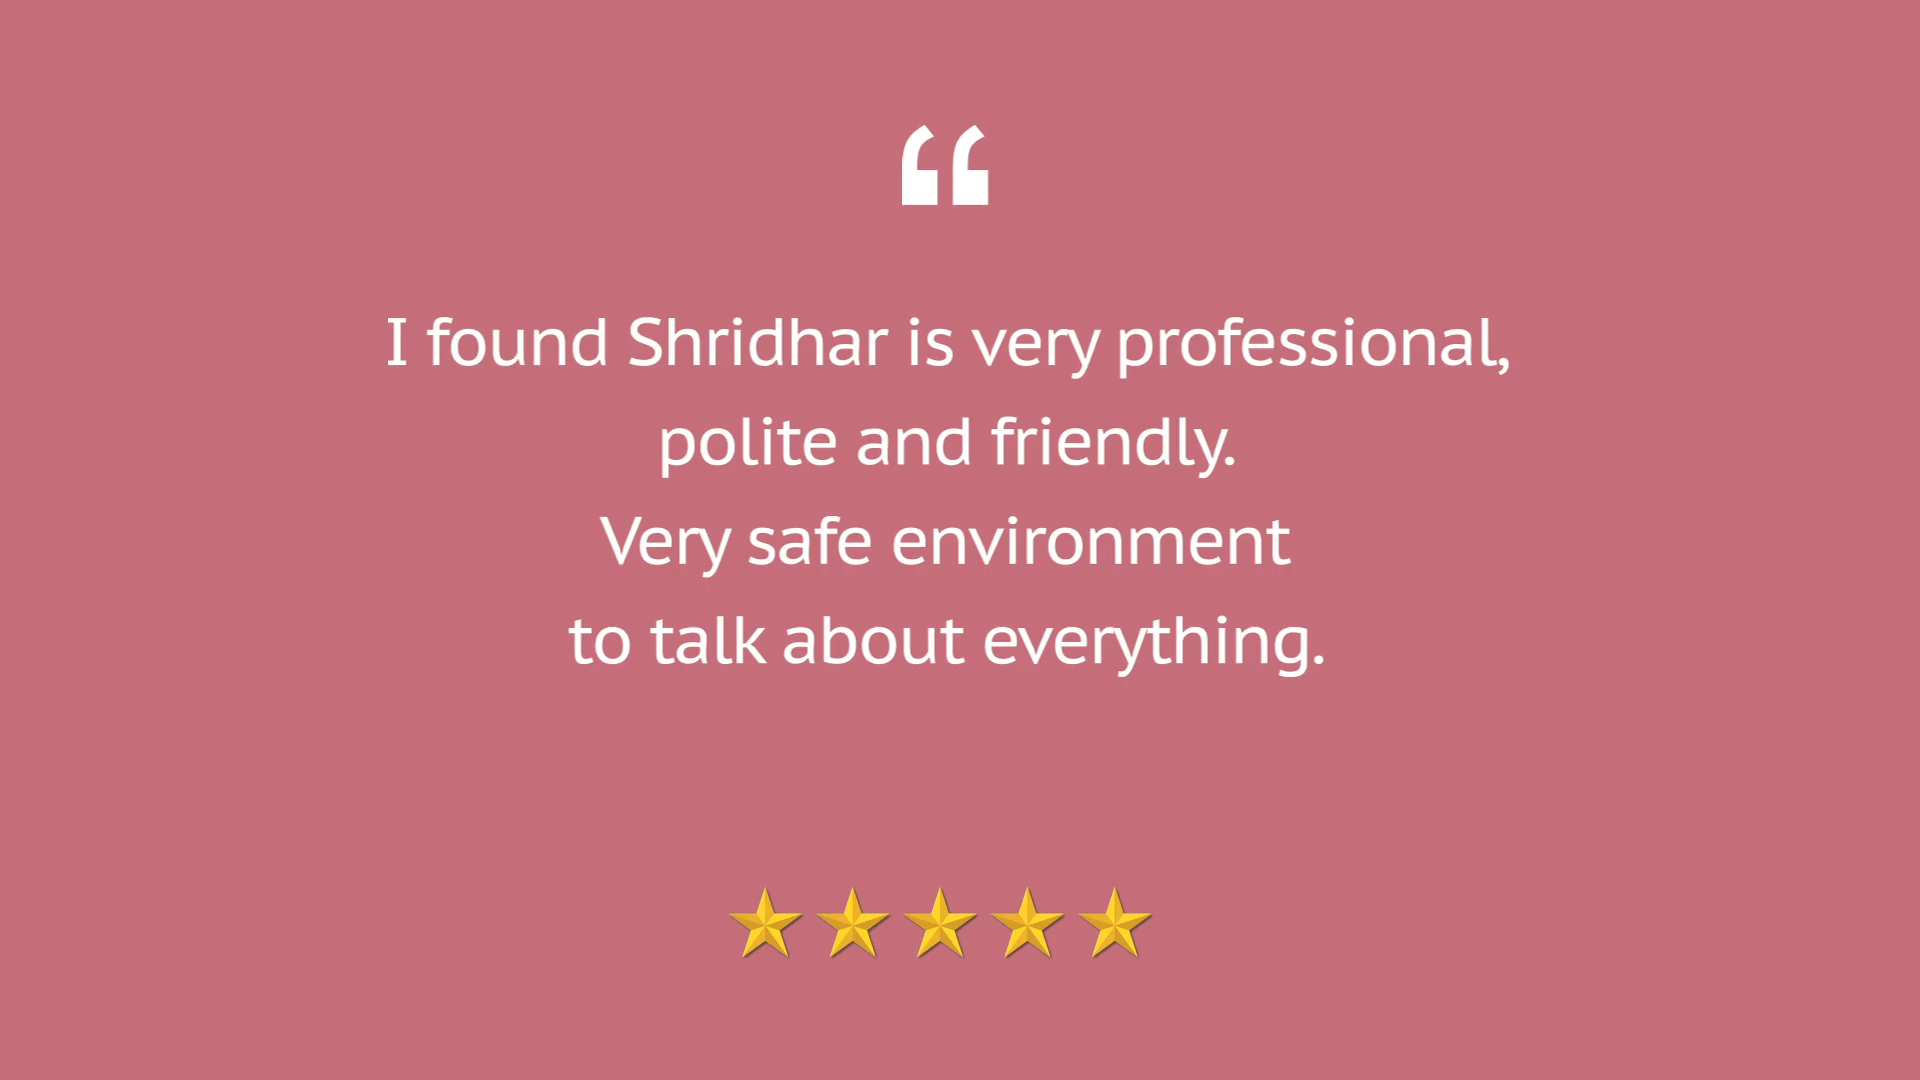 “
I found Shridhar is very professional,
polite and friendly.
Very safe environment
to talk about everything.